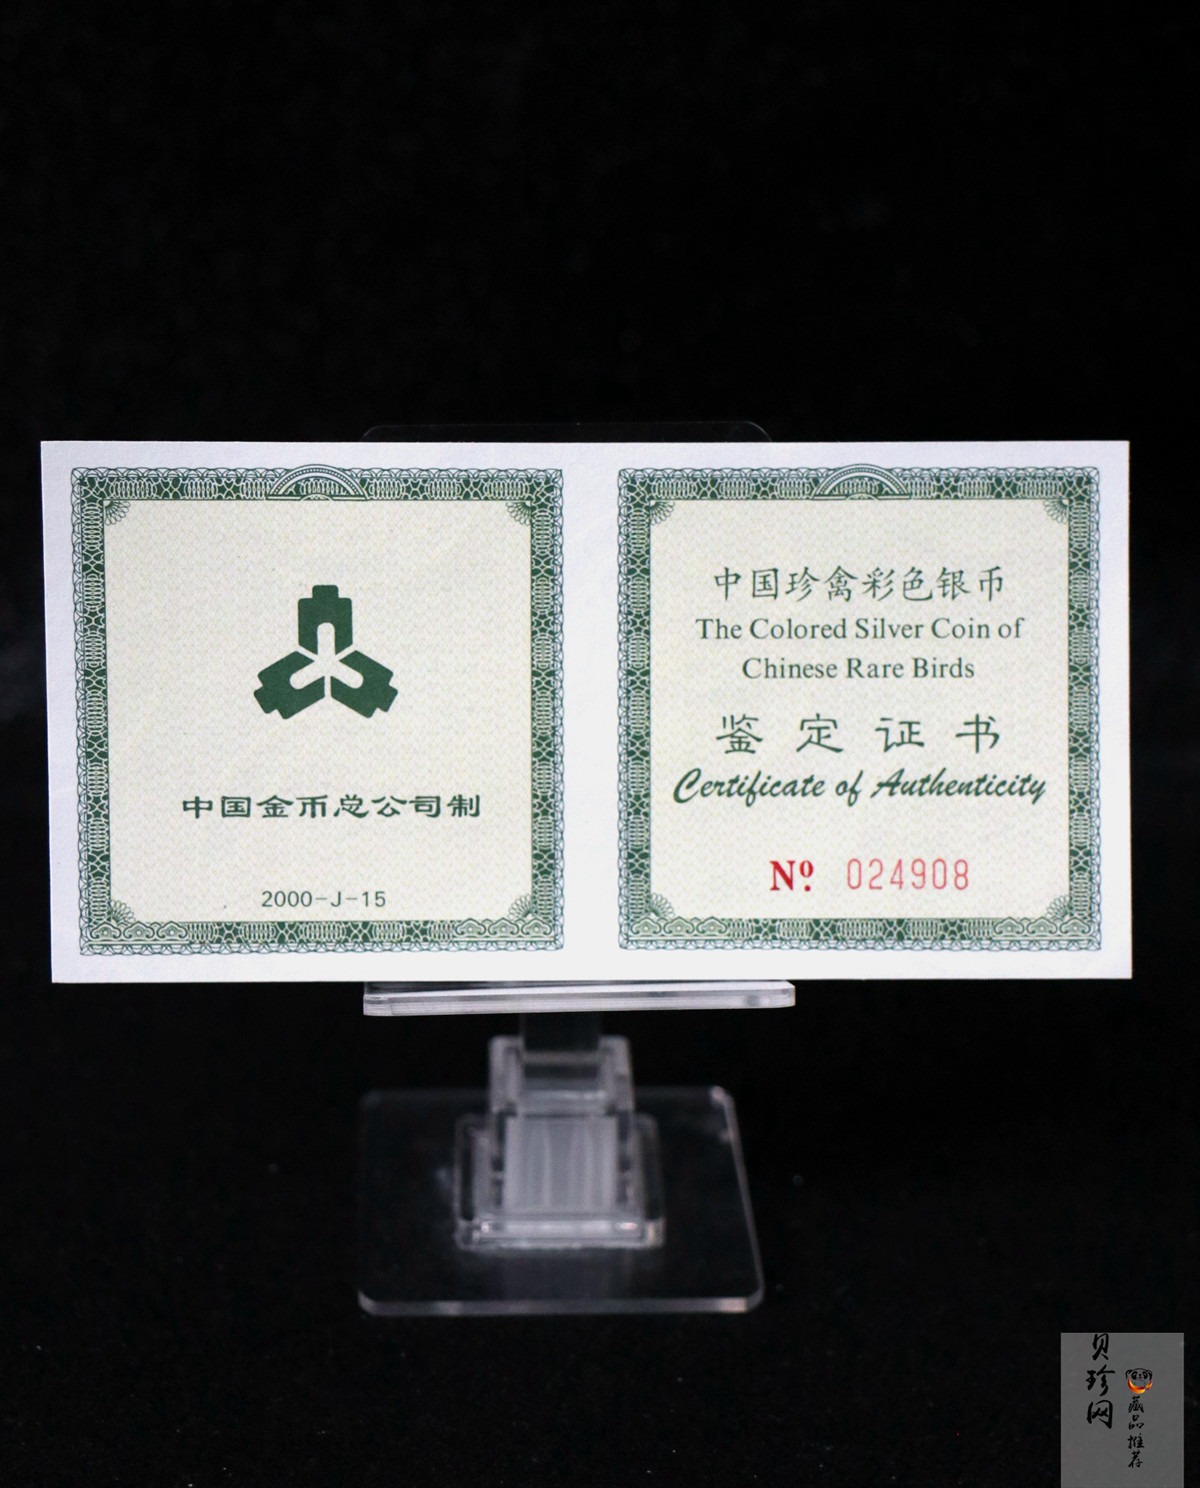 中国金币总公司制
2000-J-15
中国珍禽彩色银币
The Colored Silver Coin of
Chinese Rare Birds
鉴定证书
Certificate of Authenticity
Nº. 024908
贝珍网
藏品推荐